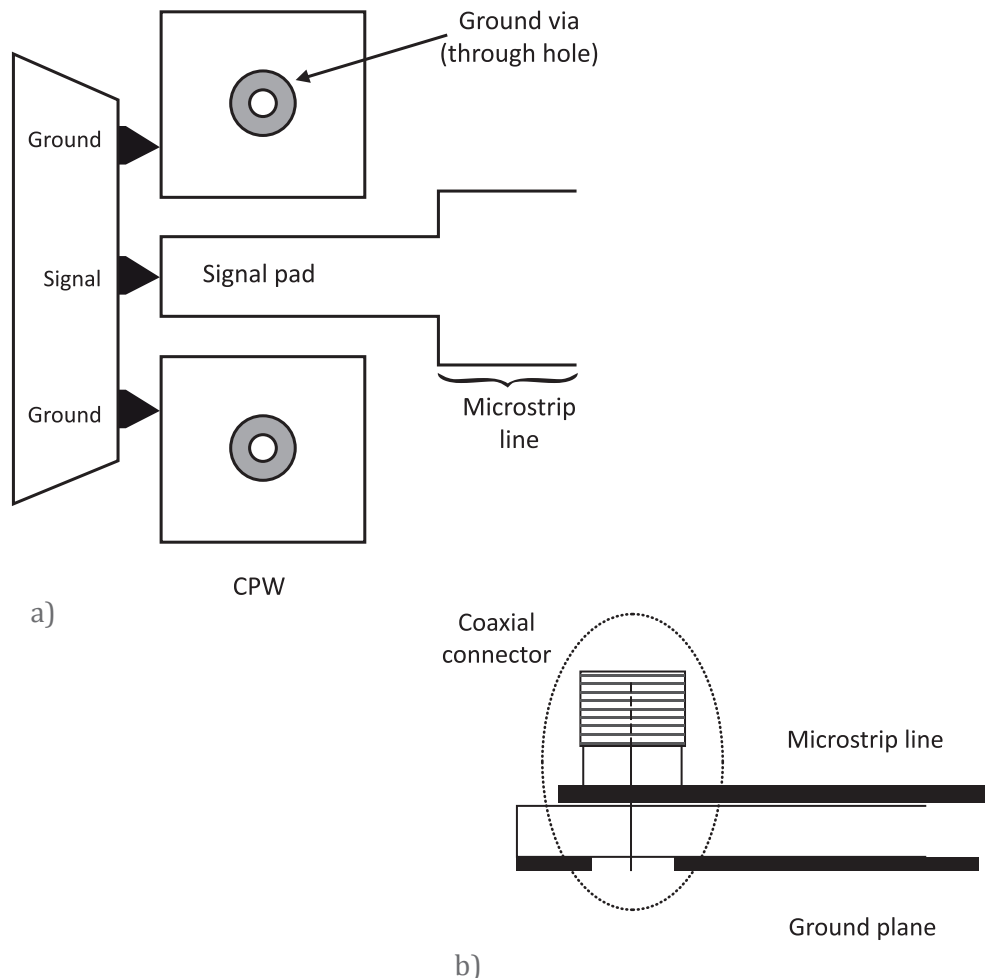 Ground via
(through hole)
Ground
Signal
Signal pad
Ground
Microstrip
line
CPW
a)
Coaxial
connector
Microstrip line
Ground plane
b)